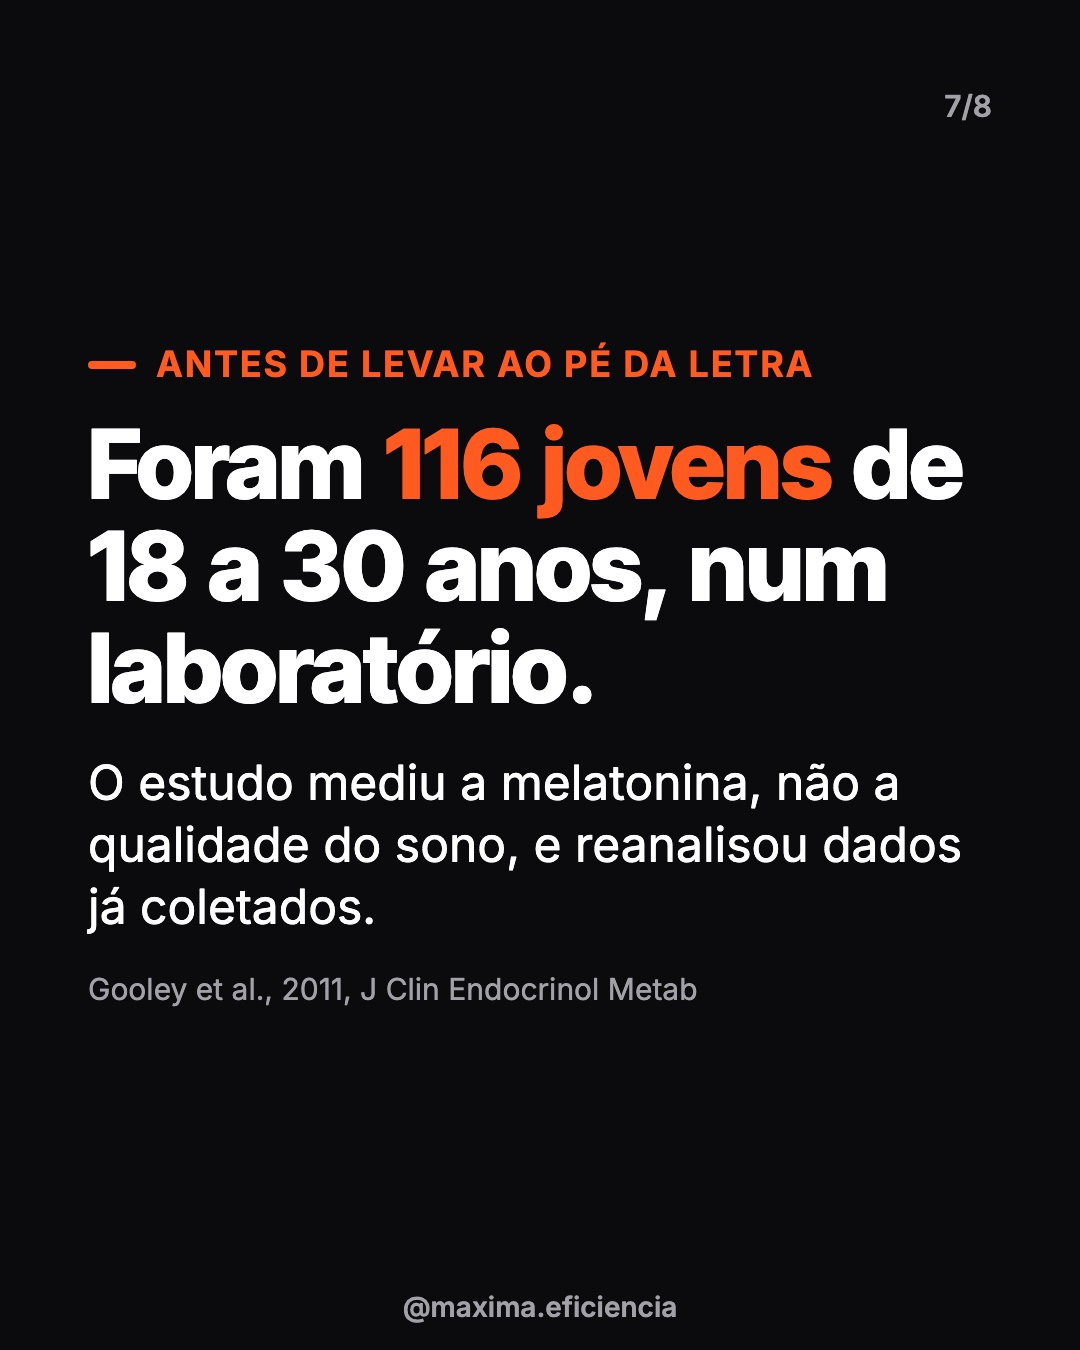 7/8
ANTES DE LEVAR AO PÉ DA LETRA
Foram 116 jovens de
18 a 30 anos, num
laboratório.
O estudo mediu a melatonina, não a
qualidade do sono, e reanalisou dados
já coletados.
Gooley et al., 2011, J Clin Endocrinol Metab
@maxima.eficiencia